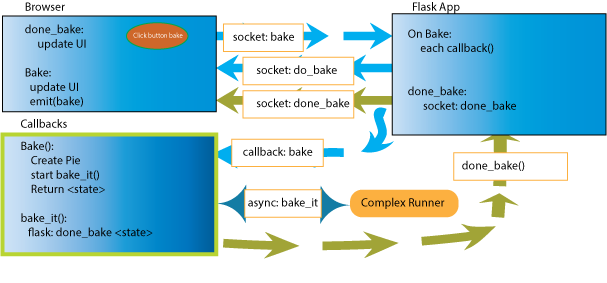 Browser
done_bake:
update UI
Click button bake
Bake:
update UI
emit(bake)
socket: bake
socket: do_bake
socket: done_bake
Flask App
On Bake:
each callback()
done_bake:
socket: done_bake
Callbacks
Bake():
Create Pie
start bake_it()
Return <state>
bake_it():
flask: done_bake <state>
callback: bake
async: bake_it
Complex Runner
done_bake()